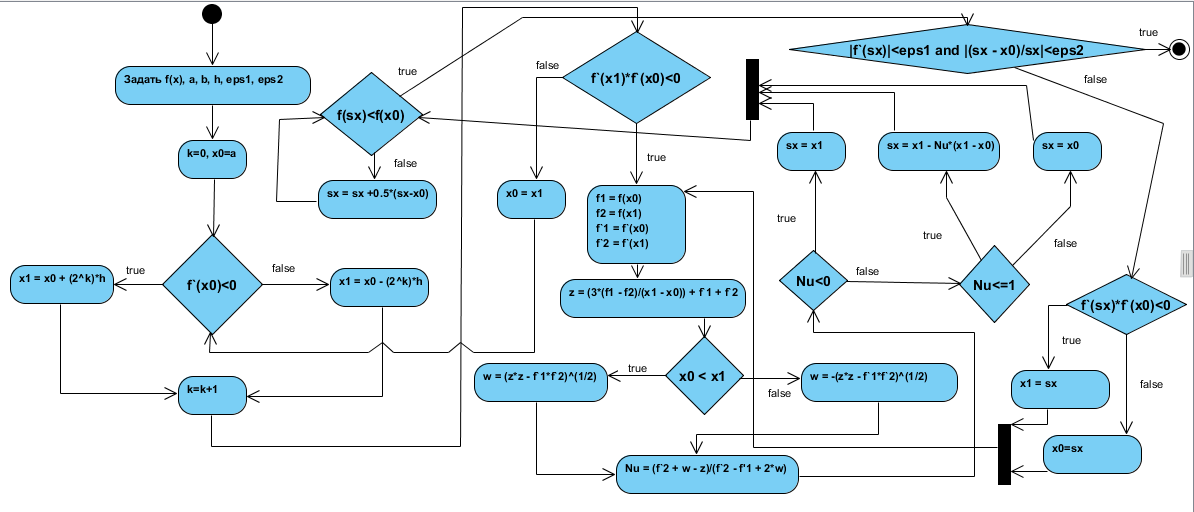 Задать f(x), a, b, h, eps1, eps2
k=0, x0=a
f`(x0)<0
true
false
x1 = x0 + (2^k)*h
x1 = x0 - (2^k)*h
k=k+1
f`(x1)*f`(x0)<0
false
true
x0 = x1
f1 = f(x0)
f2 = f(x1)
f`1 = f`(x0)
f`2 = f`(x1)
z = (3*(f1 - f2)/(x1 - x0)) + f`1 + f`2
x0 < x1
true
false
w = (z*z - f`1*f`2)^(1/2)
w = -(z*z - f`1*f`2)^(1/2)
Nu = (f`2 + w - z)/(f`2 - f'1 + 2*w)
Nu<0
true
false
Nu<=1
true
false
sx = x1
sx = x1 - Nu*(x1 - x0)
sx = x0
f(sx)<f(x0)
true
false
sx = sx +0.5*(sx-x0)
|f`(sx)|<eps1 and |(sx - x0)/sx|<eps2
true
false
f`(sx)*f`(x0)<0
true
false
x1 = sx
x0=sx